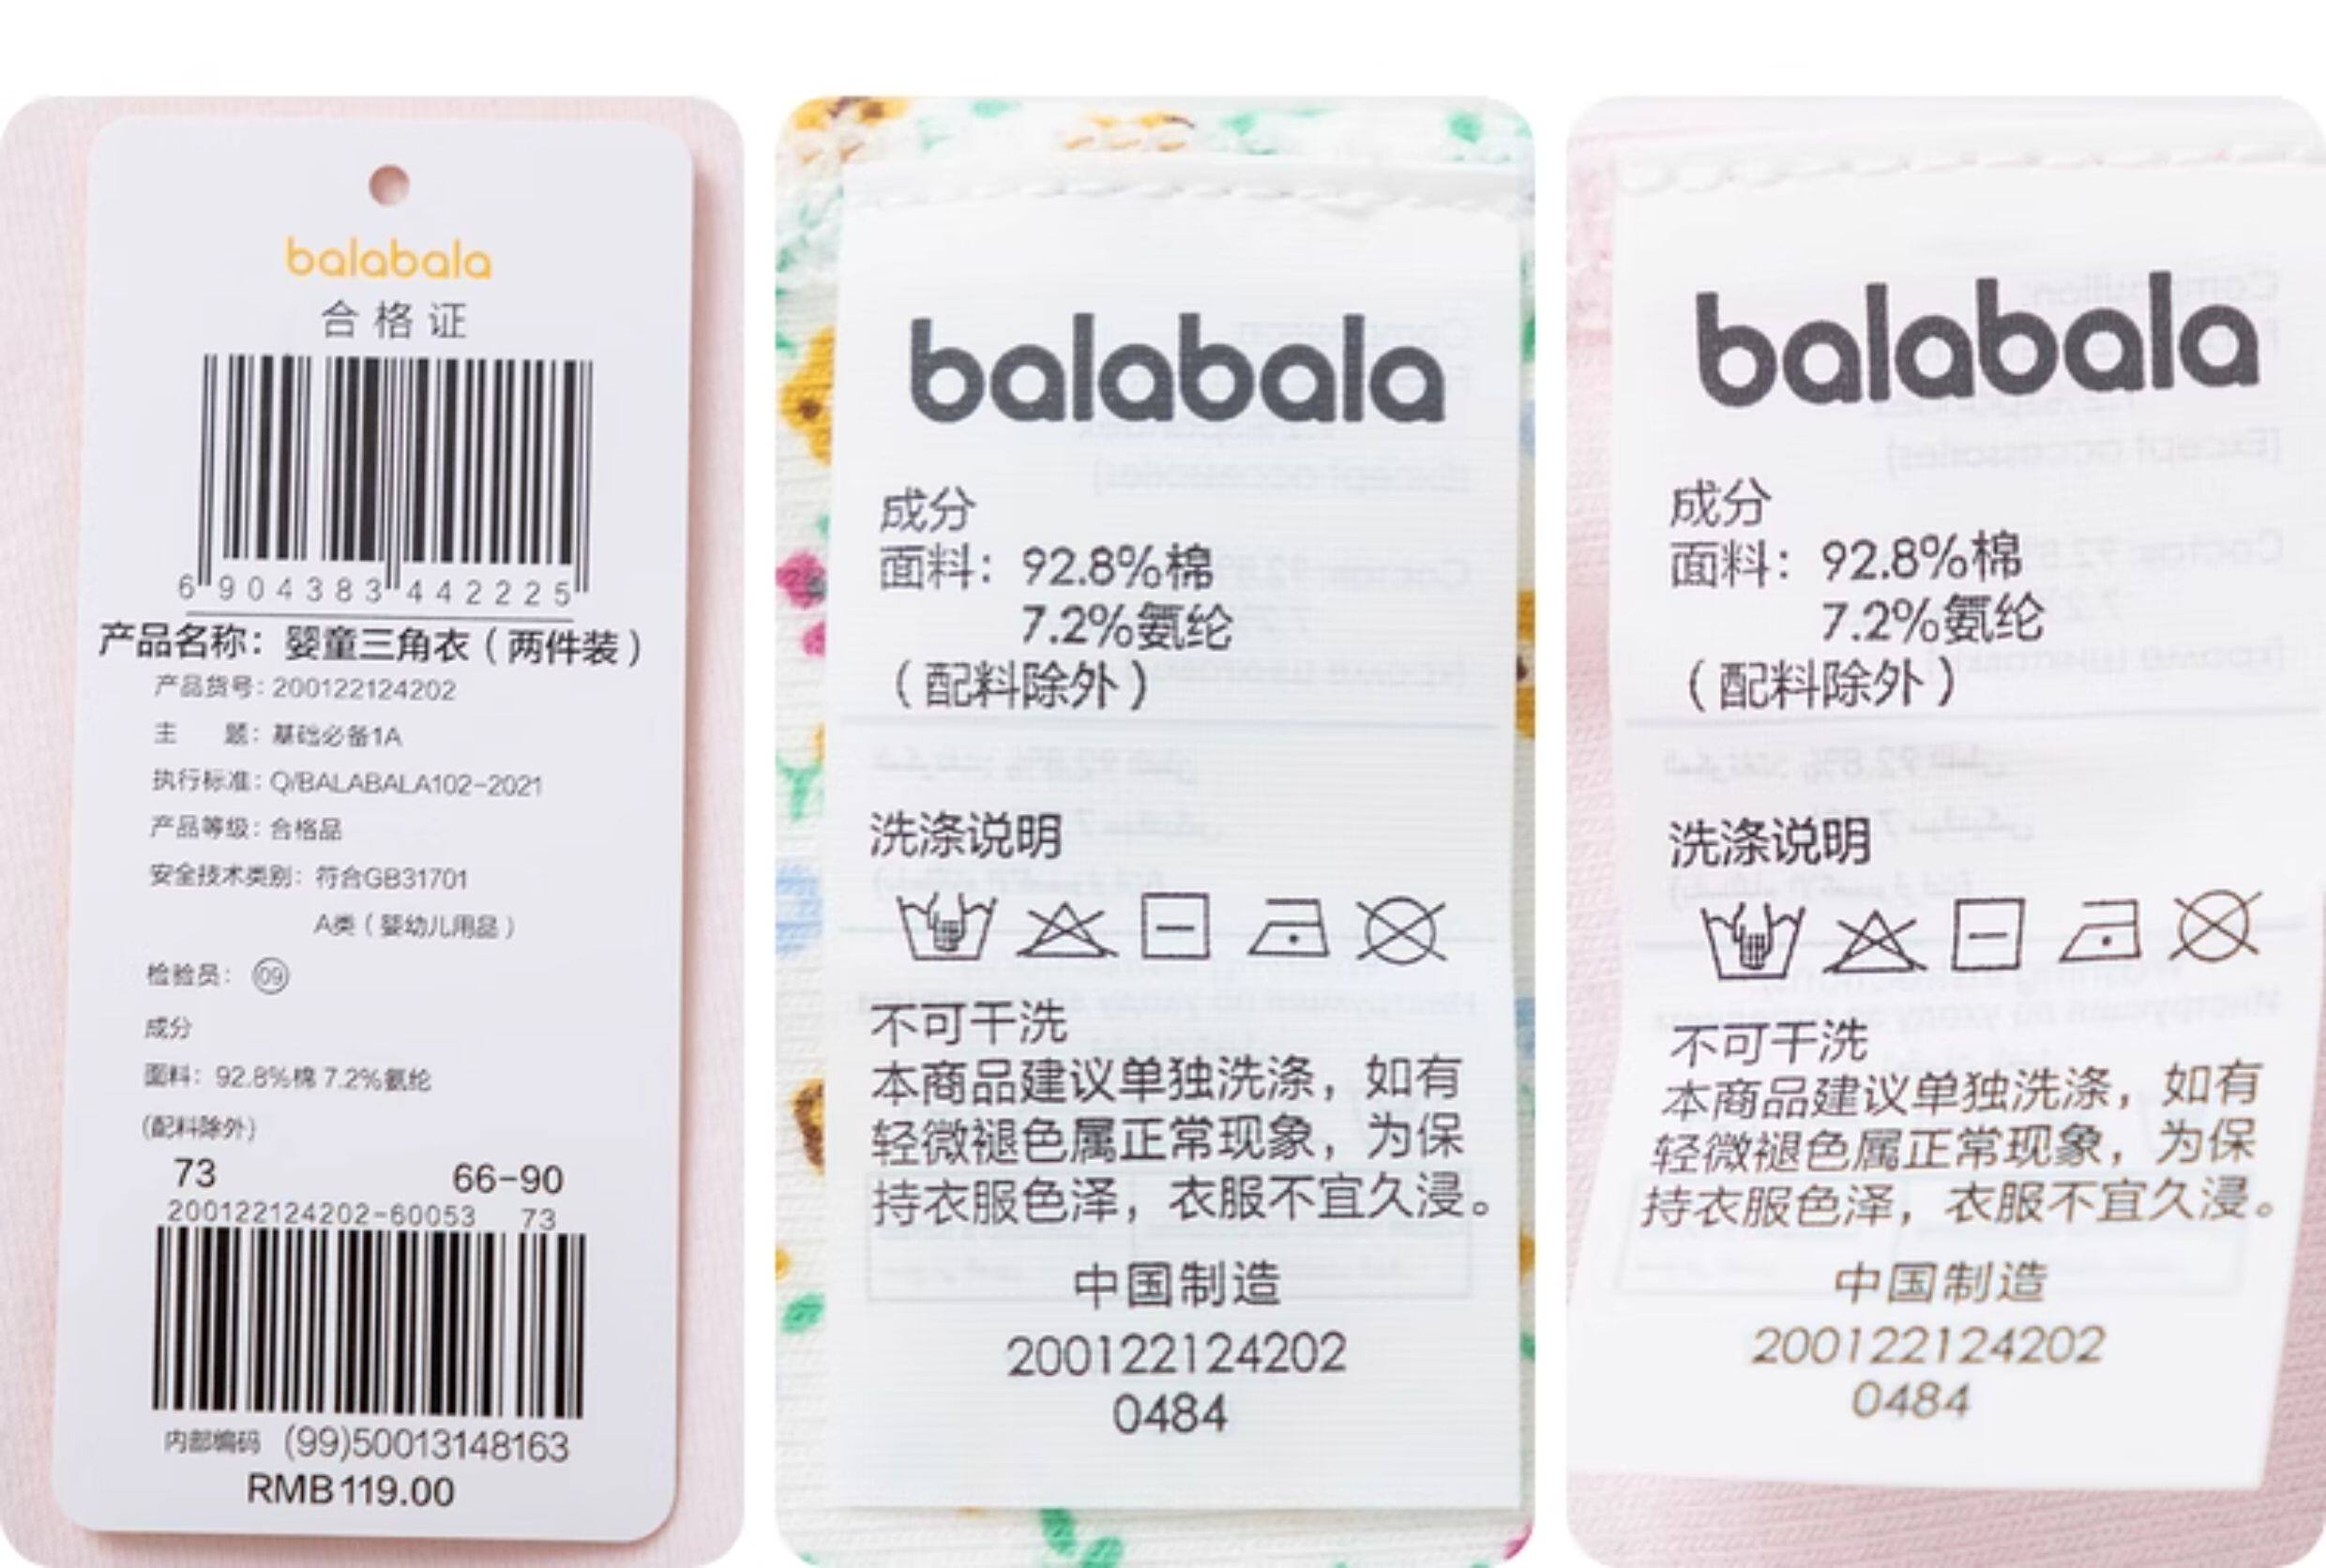 balabala
合格证
6 904383 442225
产品名称：婴童三角衣（两件装）
产品货号：200122124202
主 题：基础必备1A
执行标准：Q/BALABALA102-2021
产品等级：合格品
安全技术类别：符合GB31701
A类（婴幼儿用品）
检验员：09
成分
面料：92.8%棉 7.2%氨纶
(配料除外)
73 66-90
200122124202-60053 73
内部编码 (99)50013148163
RMB119.00
balabala
成分
面料：92.8%棉
7.2%氨纶
（配料除外）
洗涤说明
不可干洗
本商品建议单独洗涤，如有
轻微褪色属正常现象，为保
持衣服色泽，衣服不宜久浸。
中国制造
200122124202
0484
balabala
成分
面料：92.8%棉
7.2%氨纶
（配料除外）
洗涤说明
不可干洗
本商品建议单独洗涤，如有
轻微褪色属正常现象，为保
持衣服色泽，衣服不宜久浸。
中国制造
200122124202
0484